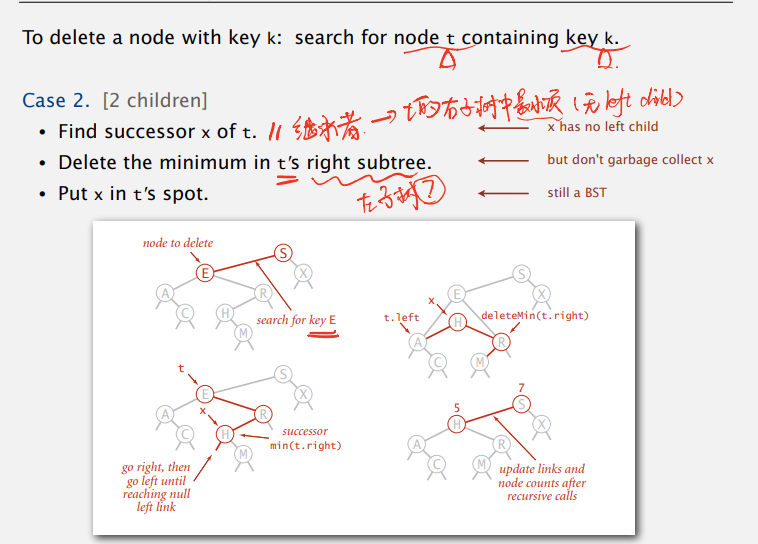 To delete a node with key k: search for node t containing key k.
Case 2. [2 children]
• Find successor x of t. // 继承者 → t的右子树中最小项 (无 left child)
x has no left child
• Delete the minimum in t's right subtree.
but don't garbage collect x
• Put x in t's spot.
左子树?
still a BST
node to delete
S
E
X
A
R
C
H
M
search for key E
S
E
X
x
t.left
H
deleteMin(t.right)
A
R
C
M
t
S
E
X
x
A
R
C
H
successor
min(t.right)
M
go right, then
go left until
reaching null
left link
7
5
S
H
X
A
R
C
M
update links and
node counts after
recursive calls